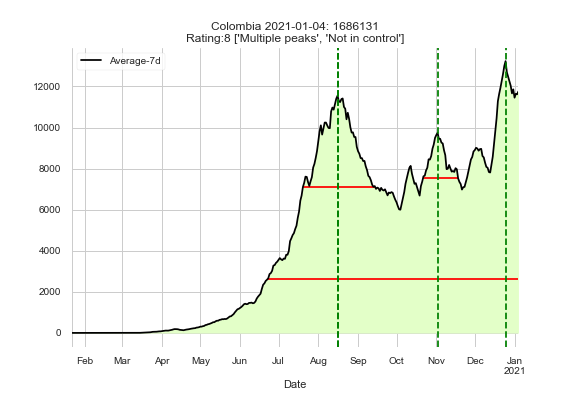 Colombia 2021-01-04: 1686131
Rating:8 ['Multiple peaks', 'Not in control']
Average-7d
12000
10000
8000
6000
4000
2000
0
Feb Mar Apr May Jun Jul Aug Sep Oct Nov Dec Jan
2021
Date